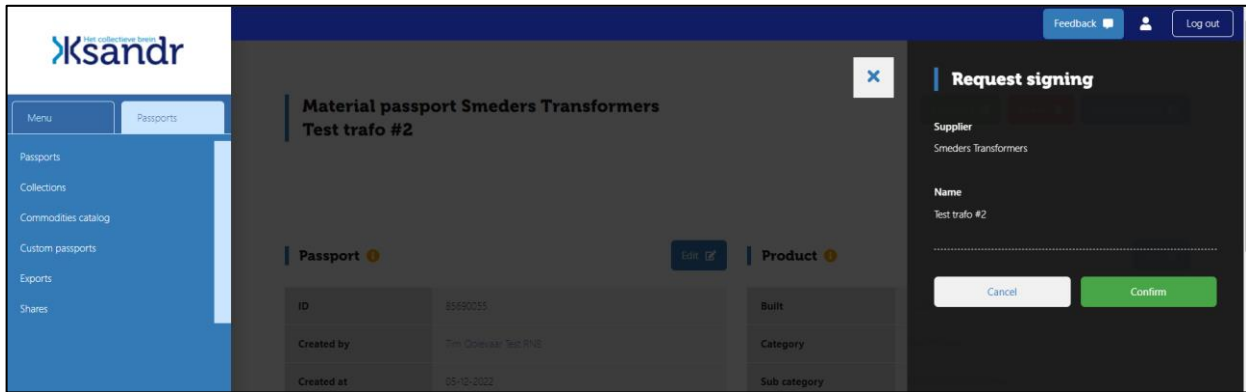 Het collectieve brein
Ksandr
Menu
Passports
Passports
Collections
Commodities catalog
Custom passports
Exports
Shares
Feedback
Log out
Material passport Smeders Transformers
Test trafo #2
Passport
Edit
ID
Created by
Created at
05-12-2022
Product
Built
Category
Sub category
Request signing
Supplier
Smeders Transformers
Name
Test trafo #2
Cancel
Confirm